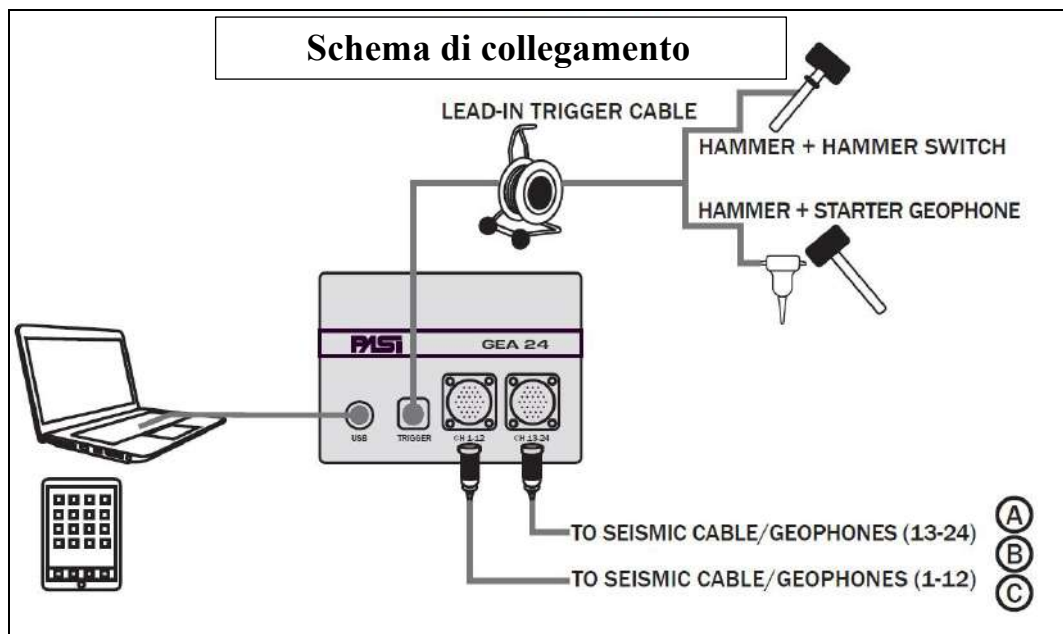 Schema di collegamento
LEAD-IN TRIGGER CABLE
HAMMER + HAMMER SWITCH
HAMMER + STARTER GEOPHONE
PASI GEA 24
USB TRIGGER CH 1-12 CH 13-24
TO SEISMIC CABLE/GEOPHONES (13-24)
TO SEISMIC CABLE/GEOPHONES (1-12)
A
B
C